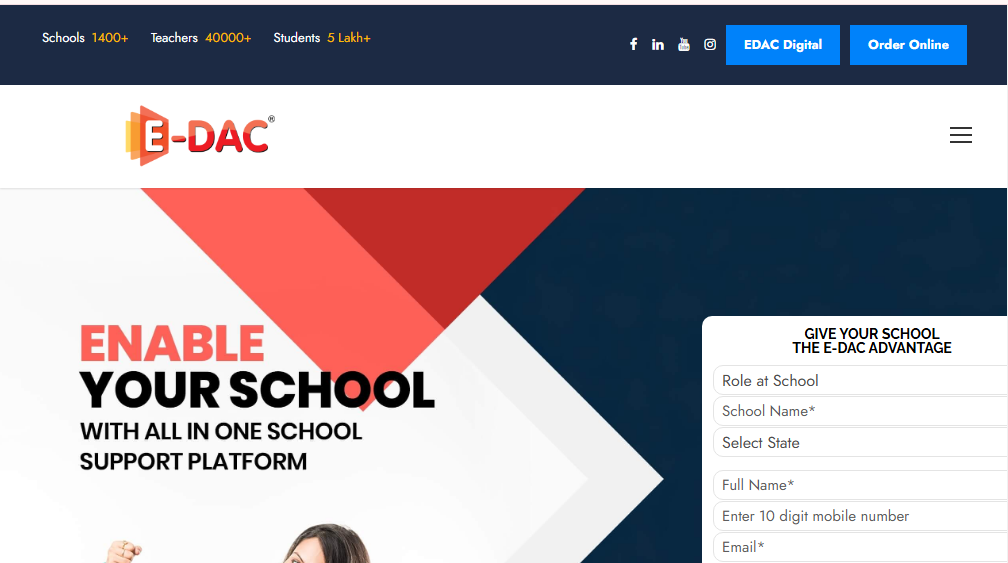 Schools 1400+ Teachers 40000+ Students 5 Lakh+
EDAC Digital
Order Online
E-DAC®
ENABLE
YOUR SCHOOL
WITH ALL IN ONE SCHOOL
SUPPORT PLATFORM
GIVE YOUR SCHOOL
THE E-DAC ADVANTAGE
Role at School
School Name*
Select State
Full Name*
Enter 10 digit mobile number
Email*